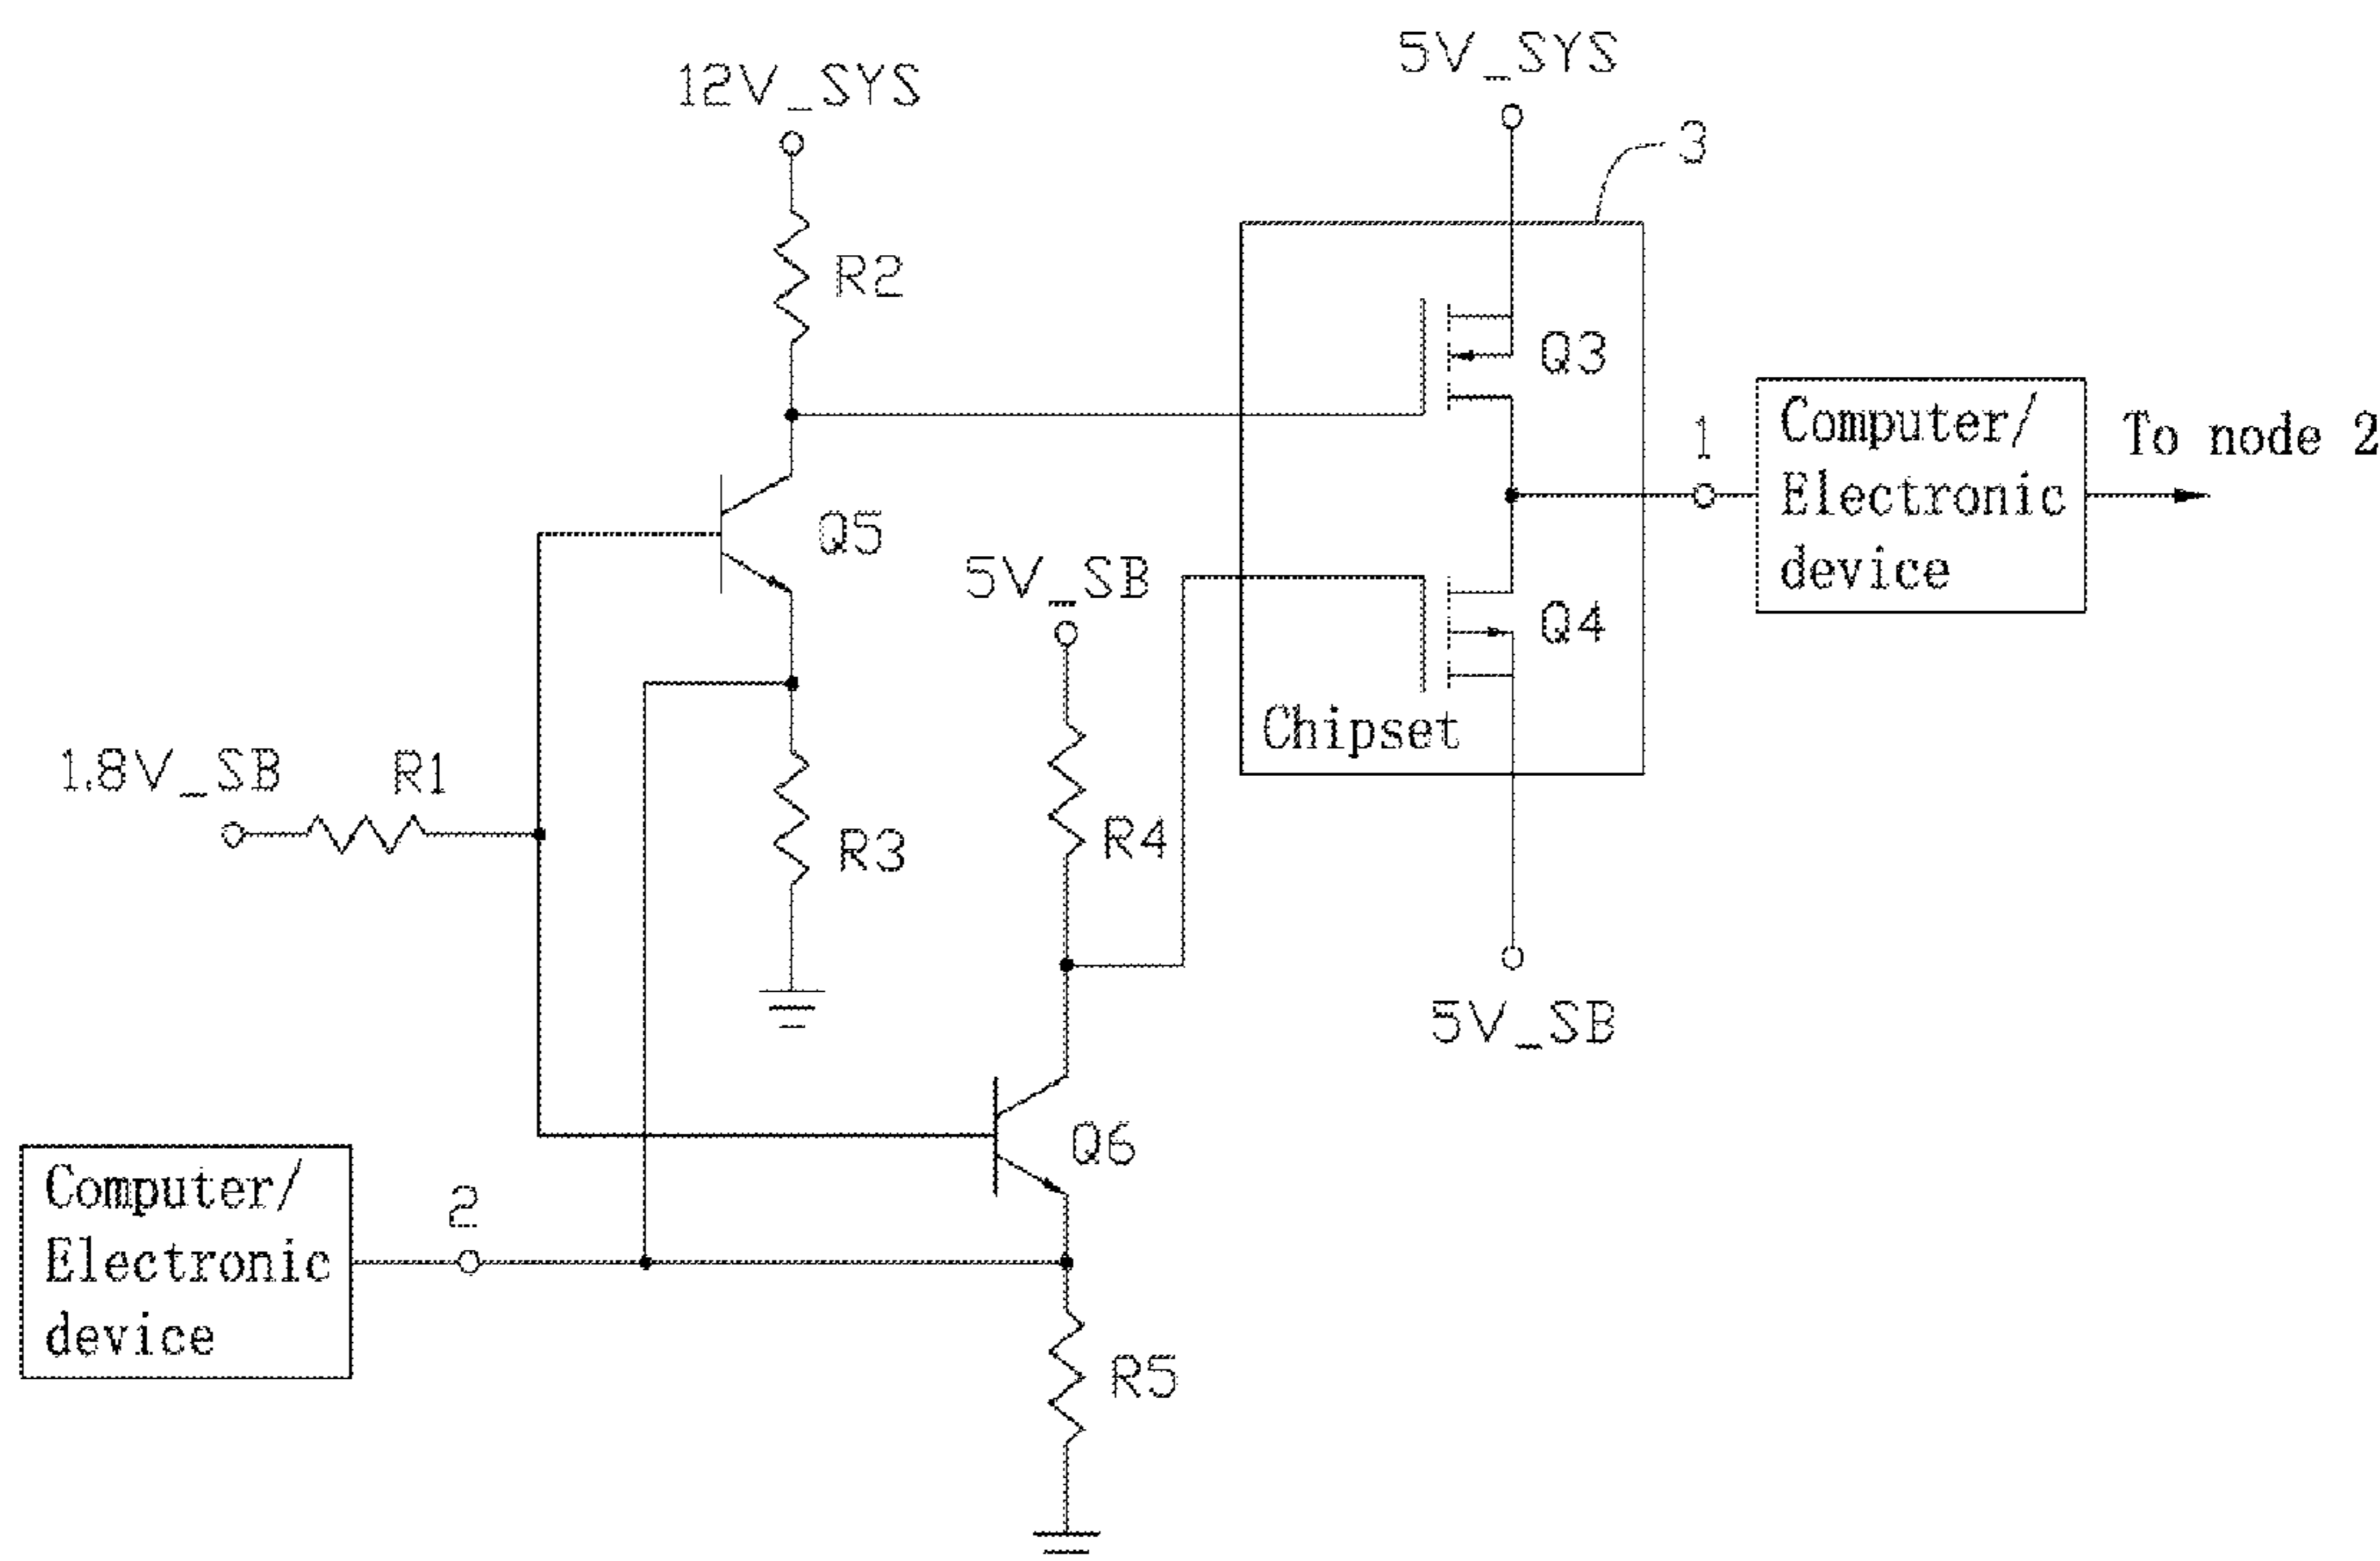 5V_SYS
12V_SYS
3
R2
Q3
Computer/
Electronic
device
1
To node 2
Q5
5V_SB
Q4
Chipset
1.8V_SB
R1
R3
R4
5V_SB
Q6
Computer/
Electronic
device
2
R5